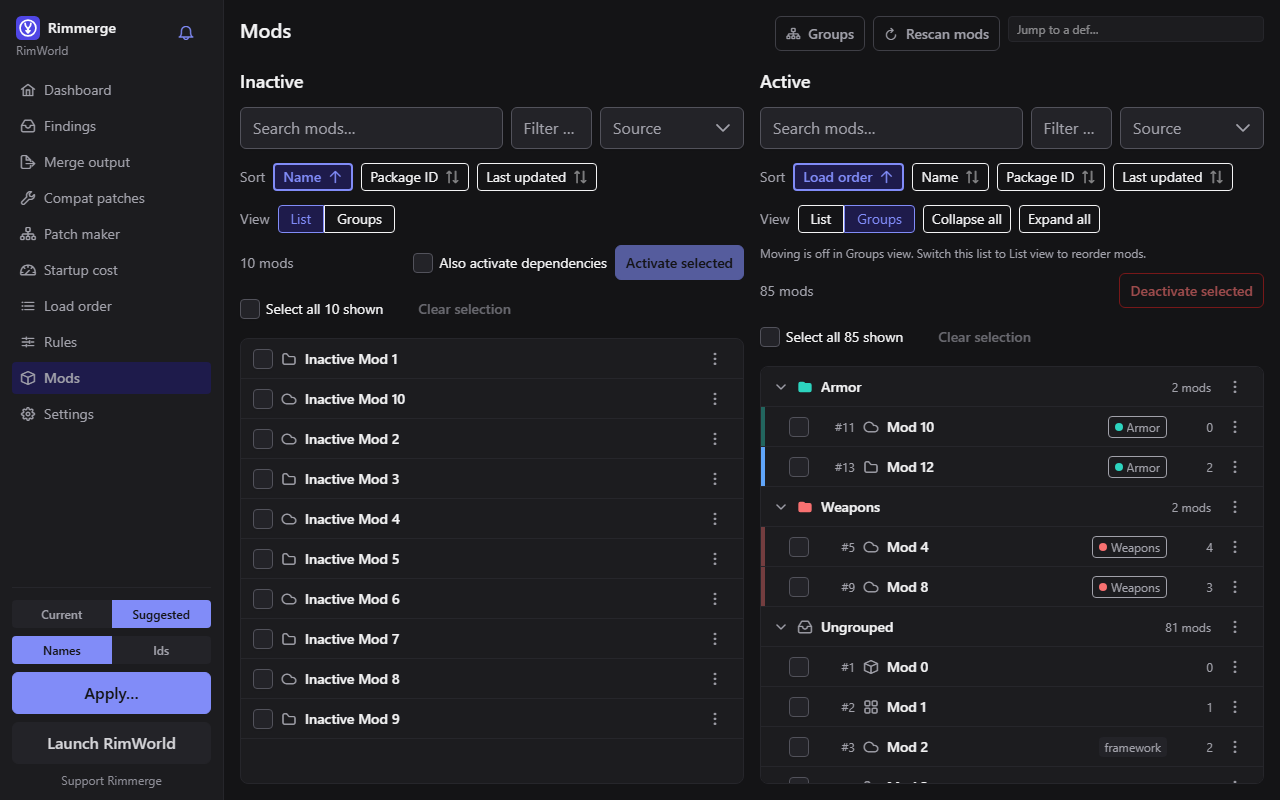 Rimmerge
RimWorld
Dashboard
Findings
Merge output
Compat patches
Patch maker
Startup cost
Load order
Rules
Mods
Settings
Current Suggested
Names Ids
Apply...
Launch RimWorld
Support Rimmerge
Mods
Groups Rescan mods Jump to a def...
Inactive
Search mods... Filter ... Source
Sort Name Package ID Last updated
View List Groups
10 mods Also activate dependencies Activate selected
Select all 10 shown Clear selection
Inactive Mod 1
Inactive Mod 10
Inactive Mod 2
Inactive Mod 3
Inactive Mod 4
Inactive Mod 5
Inactive Mod 6
Inactive Mod 7
Inactive Mod 8
Inactive Mod 9
Active
Search mods... Filter ... Source
Sort Load order Name Package ID Last updated
View List Groups Collapse all Expand all
Moving is off in Groups view. Switch this list to List view to reorder mods.
85 mods Deactivate selected
Select all 85 shown Clear selection
Armor 2 mods
#11 Mod 10 Armor 0
#13 Mod 12 Armor 2
Weapons 2 mods
#5 Mod 4 Weapons 4
#9 Mod 8 Weapons 3
Ungrouped 81 mods
#1 Mod 0 0
#2 Mod 1 1
#3 Mod 2 framework 2